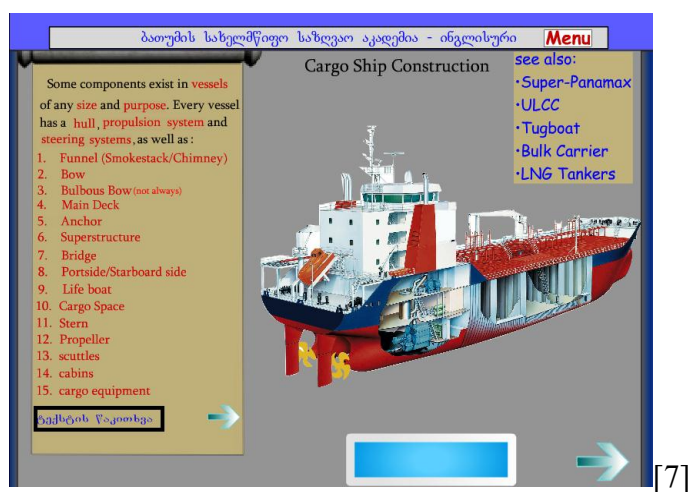 ბათუმის სახელმწიფო საზღვაო აკადემია - ინგლისური
Menu
Some components exist in vessels
of any size and purpose. Every vessel
has a hull, propulsion system and
steering systems, as well as :
1. Funnel (Smokestack/Chimney)
2. Bow
3. Bulbous Bow (not always)
4. Main Deck
5. Anchor
6. Superstructure
7. Bridge
8. Portside/Starboard side
9. Life boat
10. Cargo Space
11. Stern
12. Propeller
13. scuttles
14. cabins
15. cargo equipment
ტექსტის წაკითხვა
Cargo Ship Construction
see also:
·Super-Panamax
·ULCC
·Tugboat
·Bulk Carrier
·LNG Tankers
[7]